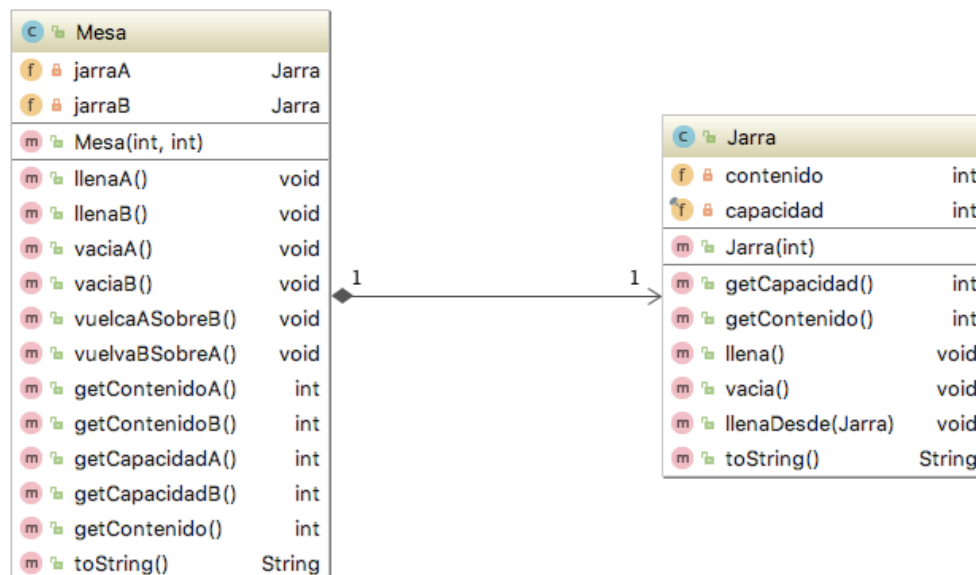 Mesa
jarraA Jarra
jarraB Jarra
Mesa(int, int)
llenaA() void
llenaB() void
vaciaA() void
vaciaB() void
vuelcaASobreB() void
vuelvaBSobreA() void
getContenidoA() int
getContenidoB() int
getCapacidadA() int
getCapacidadB() int
getContenido() int
toString() String
1 1
Jarra
contenido int
capacidad int
Jarra(int)
getCapacidad() int
getContenido() int
llena() void
vacia() void
llenaDesde(Jarra) void
toString() String